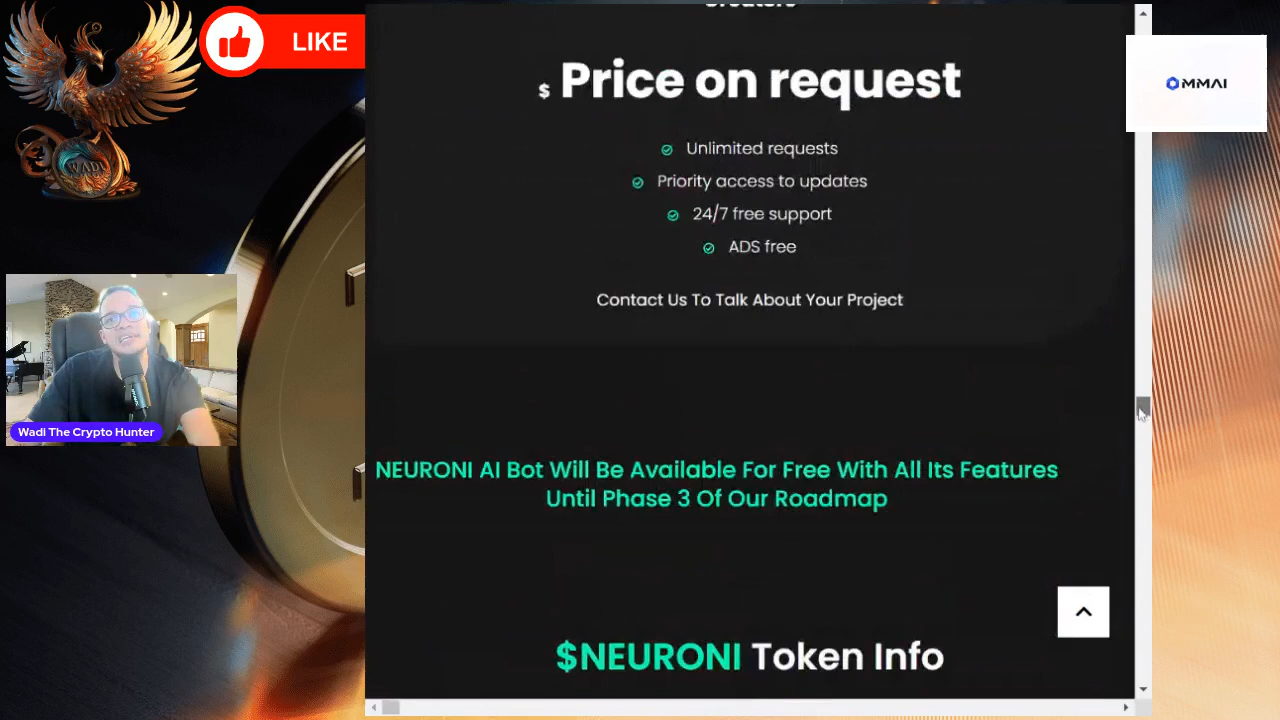 Creators
LIKE
$ Price on request
MMAI
Unlimited requests
Priority access to updates
WADI
24/7 free support
ADS free
Contact Us To Talk About Your Project
Wadi The Crypto Hunter
NEURONI AI Bot Will Be Available For Free With All Its Features
Until Phase 3 Of Our Roadmap
$NEURONI Token Info